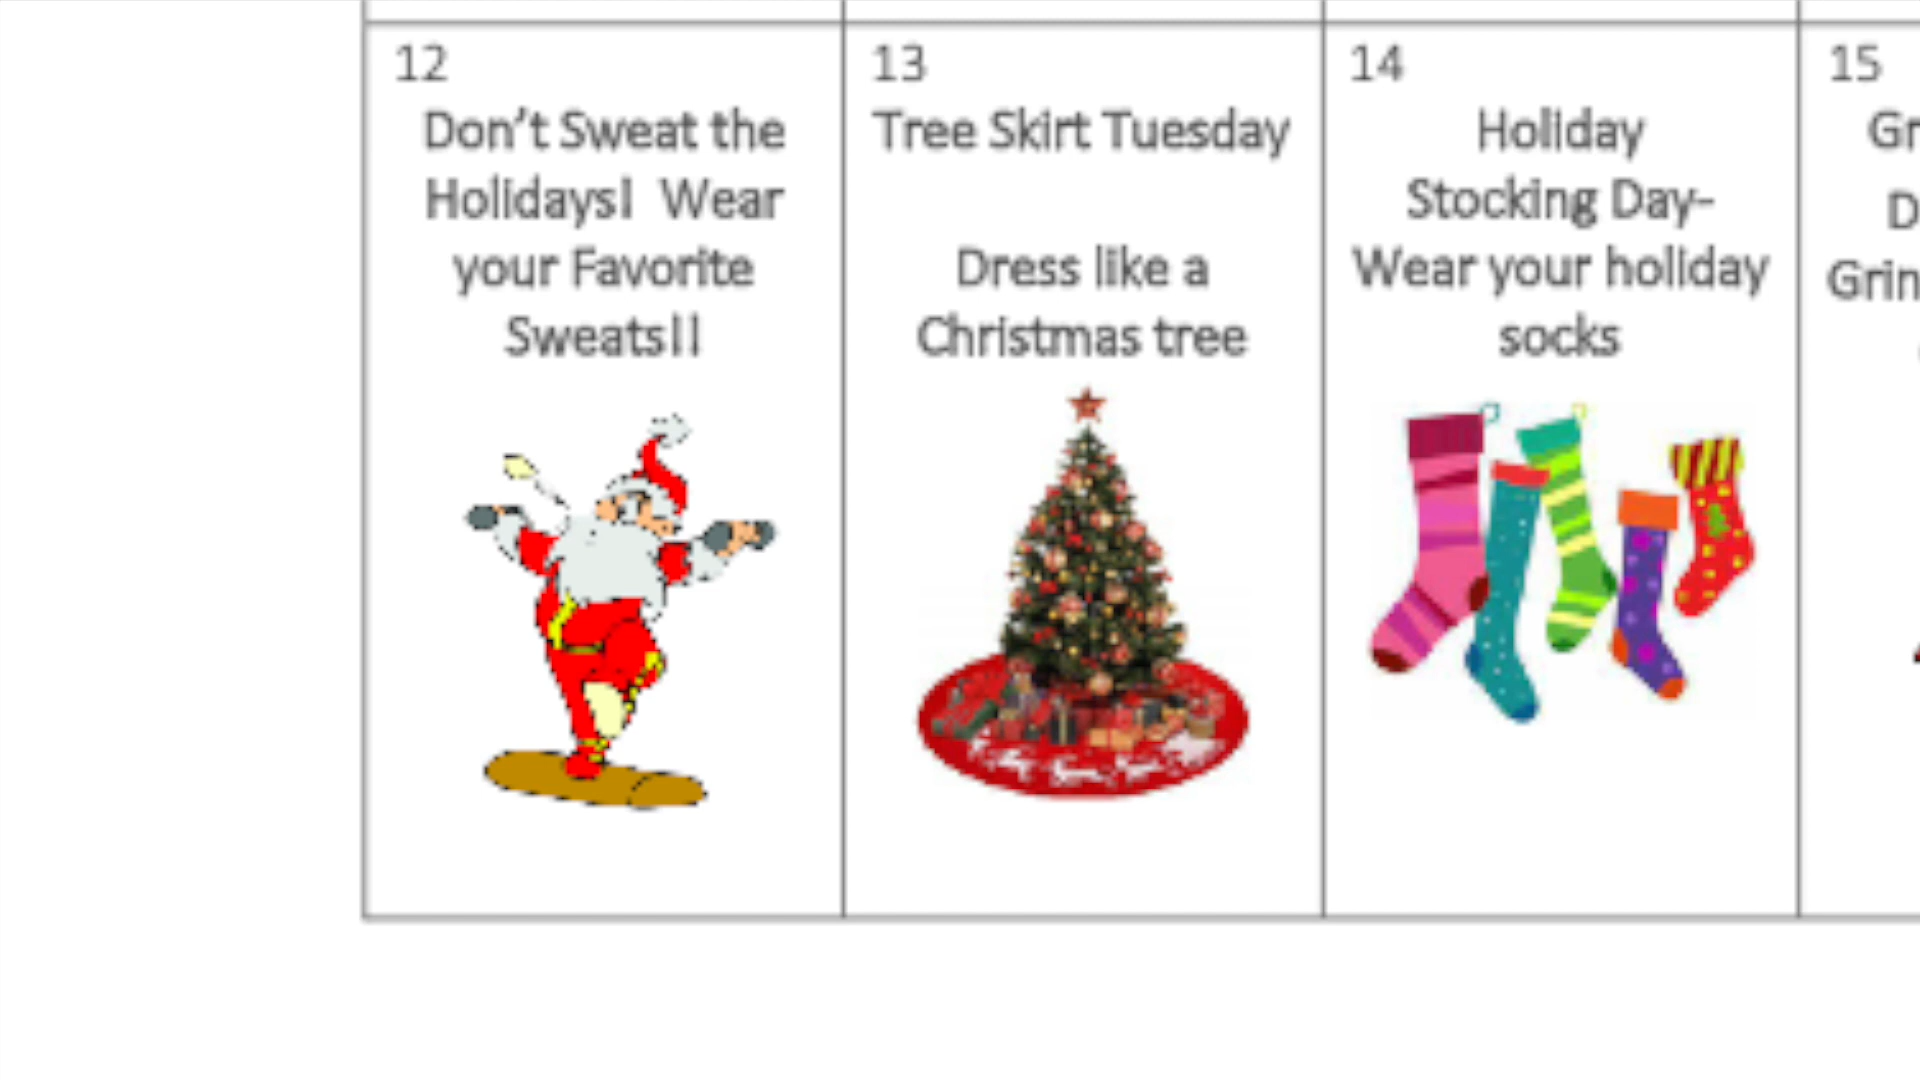 12
Don't Sweat the
Holidays! Wear
your Favorite
Sweats!!
13
Tree Skirt Tuesday
Dress like a
Christmas tree
14
Holiday
Stocking Day-
Wear your holiday
socks
15